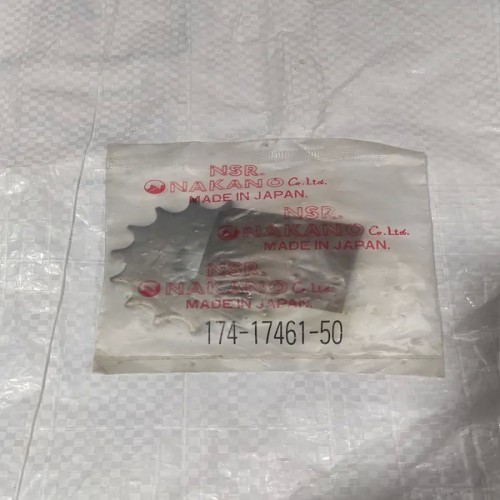 NSR.
NAKANO Co.Ltd.
MADE IN JAPAN.
NSR.
Co.Ltd.
MADE IN JAPAN.
NSR.
NAKANO Co.Ltd.
MADE IN JAPAN.
174-17461-50